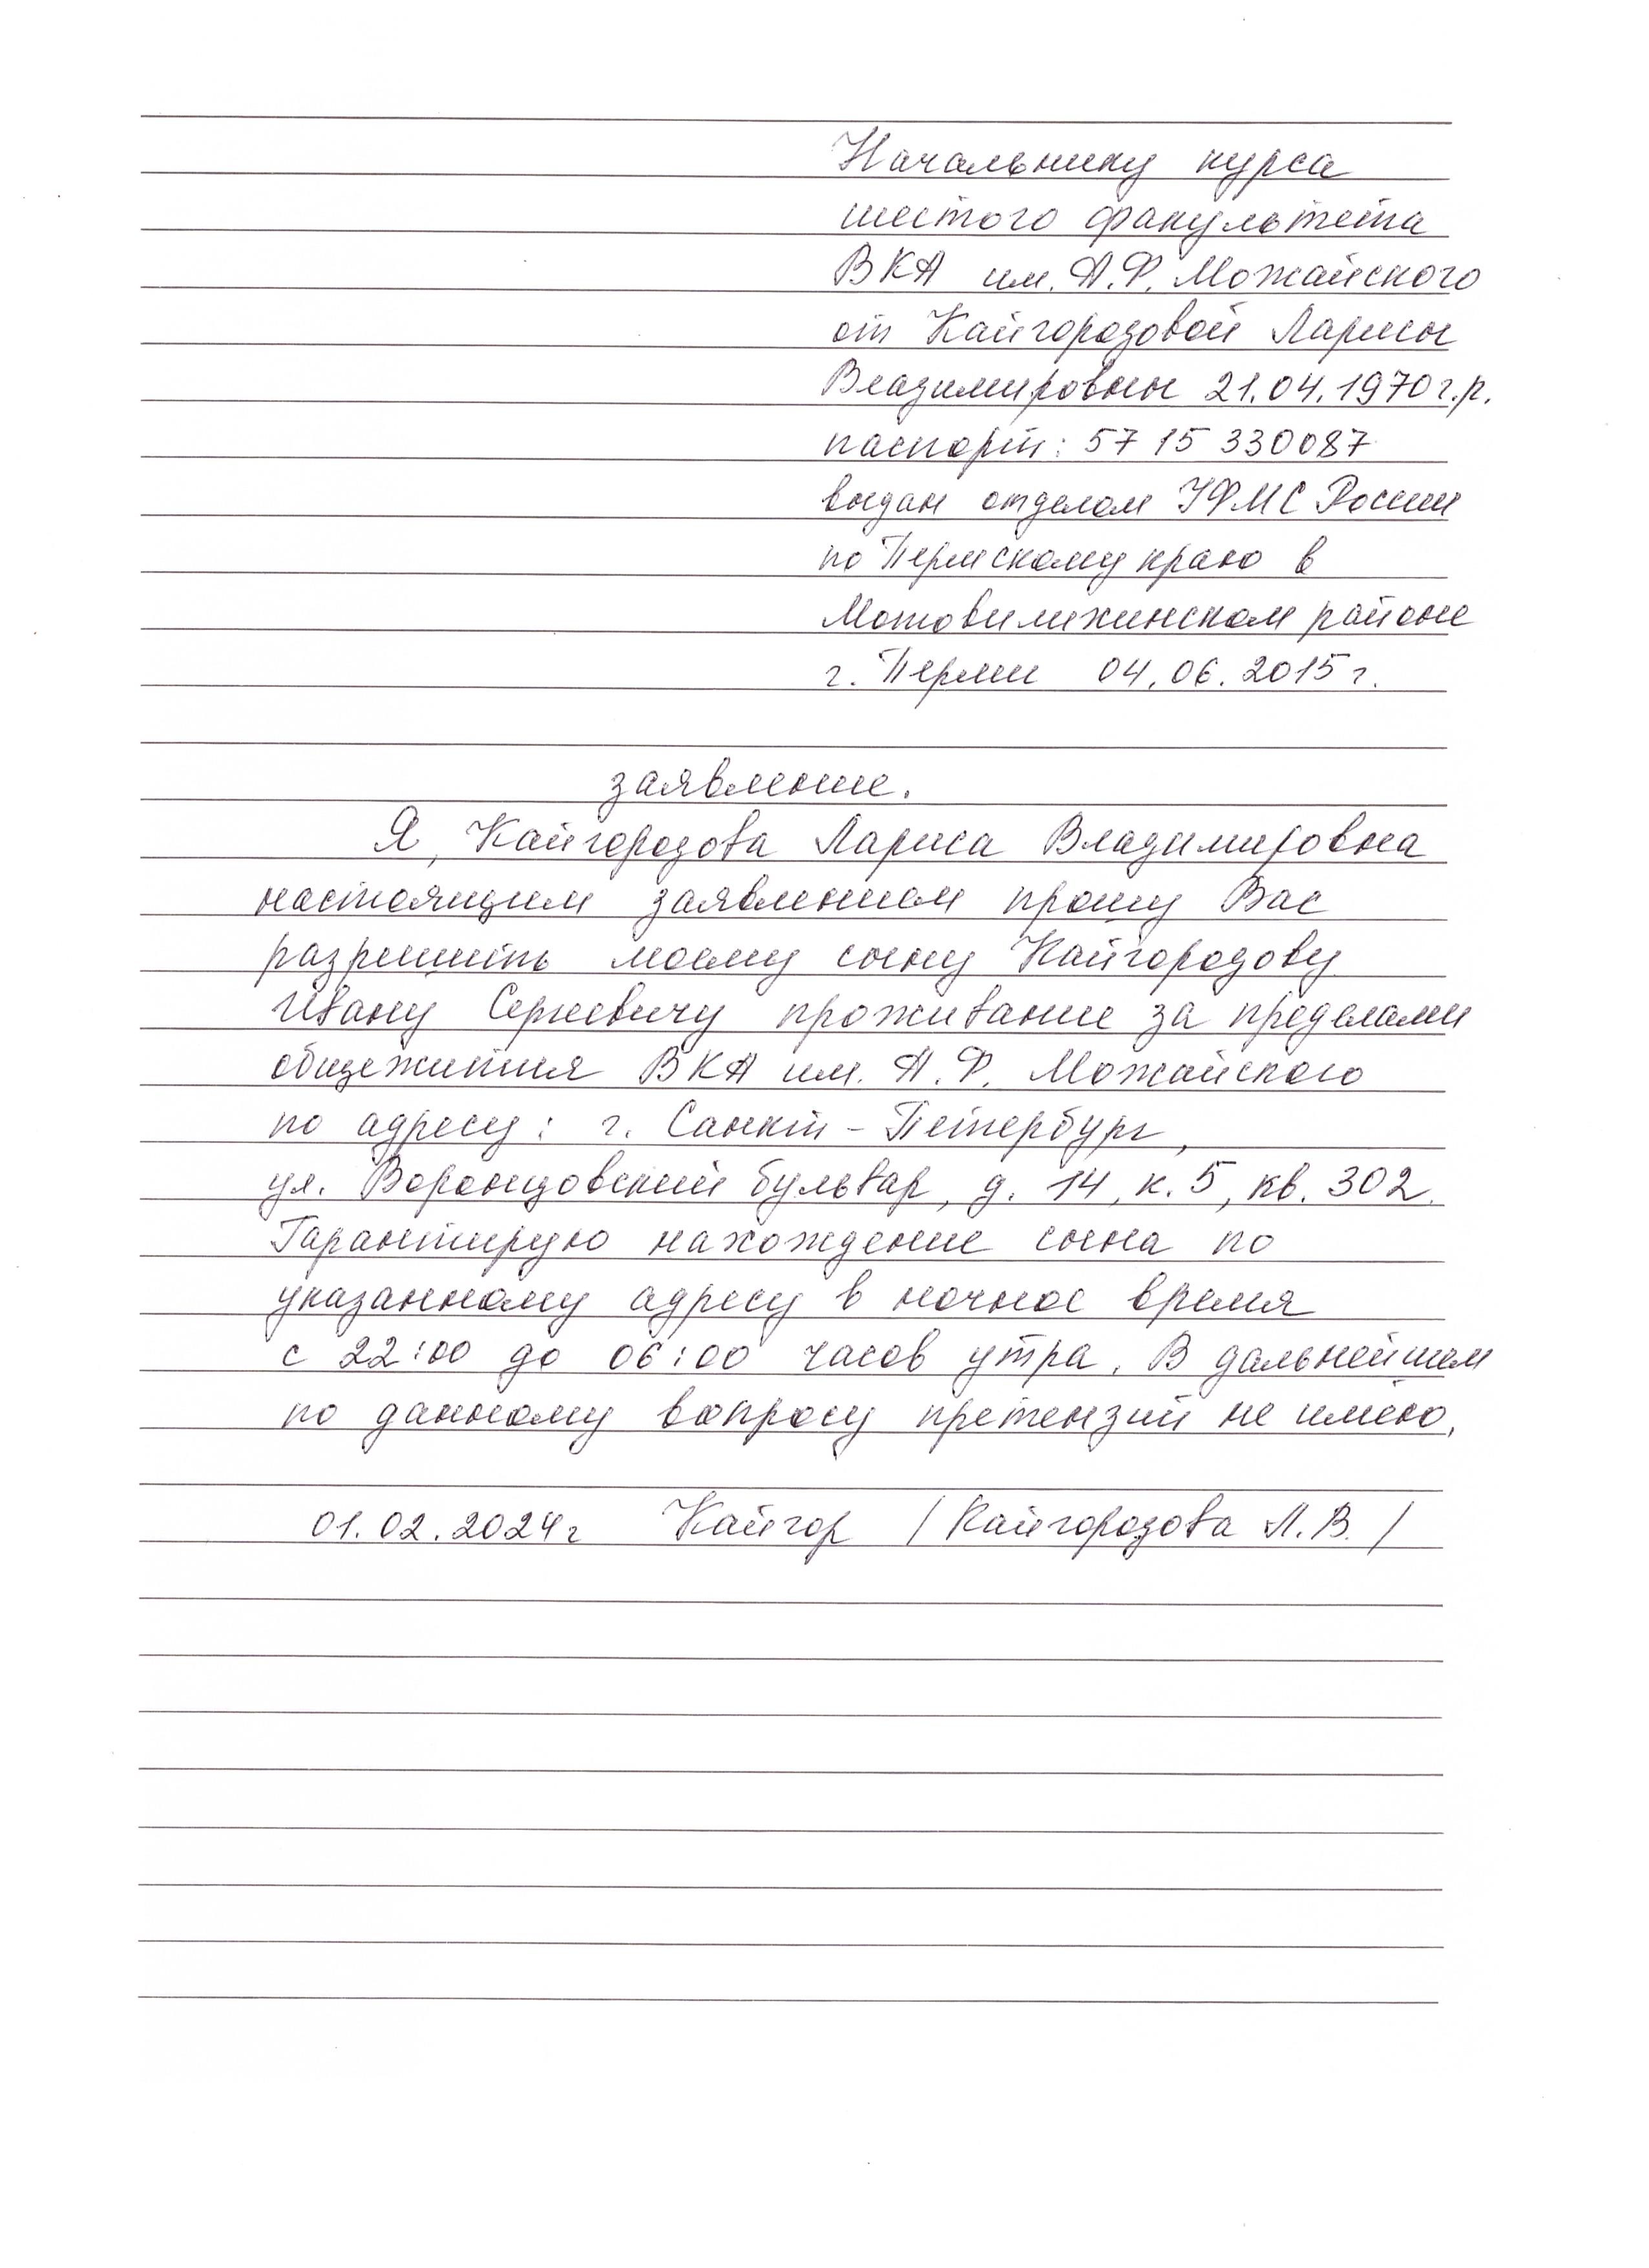 Начальнику курса
шестого факультета
ВКА им. А.Ф. Можайского
от Кайгородовой Ларисы
Владимировны 21.04.1970г.р.
паспорт: 57 15 330087
выдан отделом УФМС России
по Пермскому краю в
Мотовилихинском районе
г. Перми 04.06.2015г.
заявление.
Я, Кайгородова Лариса Владимировна
настоящим заявлением прошу Вас
разрешить моему сыну Кайгородову
Ивану Сергеевичу проживание за пределами
общежития ВКА им. А.Ф. Можайского
по адресу: г. Санкт-Петербург,
ул. Воронцовский бульвар, д. 14, к. 5, кв. 302.
Гарантирую нахождение сына по
указанному адресу в ночное время
с 22:00 до 06:00 часов утра. В дальнейшем
по данному вопросу претензий не имею.
01.02.2024г Кайгор /Кайгородова Л.В./